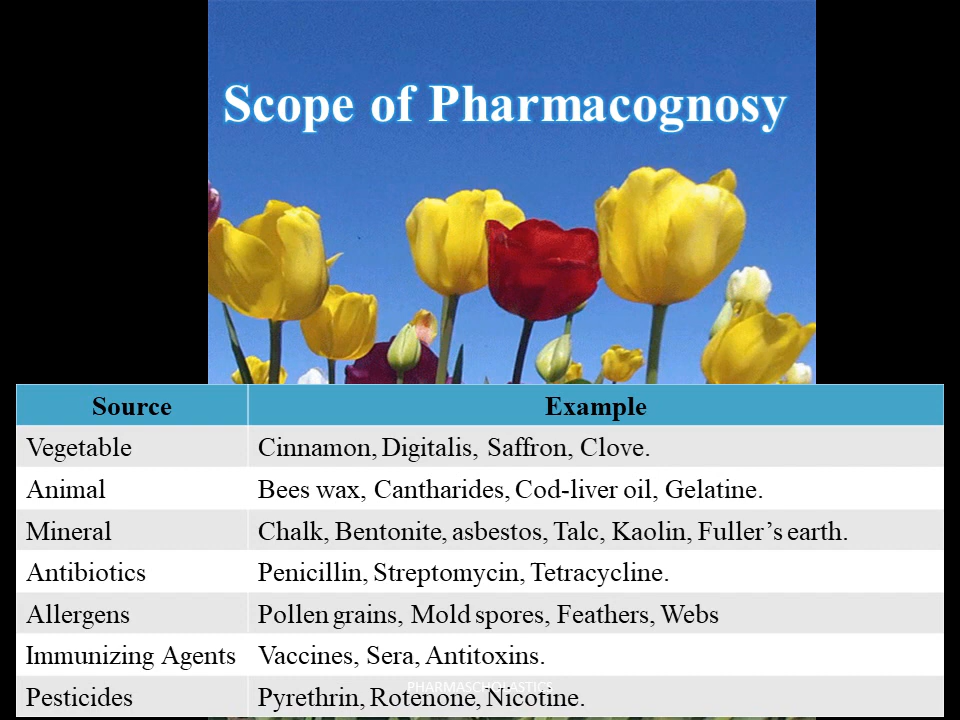 Scope of Pharmacognosy
Source Example
Vegetable Cinnamon, Digitalis, Saffron, Clove.
Animal Bees wax, Cantharides, Cod-liver oil, Gelatine.
Mineral Chalk, Bentonite, asbestos, Talc, Kaolin, Fuller’s earth.
Antibiotics Penicillin, Streptomycin, Tetracycline.
Allergens Pollen grains, Mold spores, Feathers, Webs
Immunizing Agents Vaccines, Sera, Antitoxins.
PHARMASCHOLASTICS
Pesticides Pyrethrin, Rotenone, Nicotine.